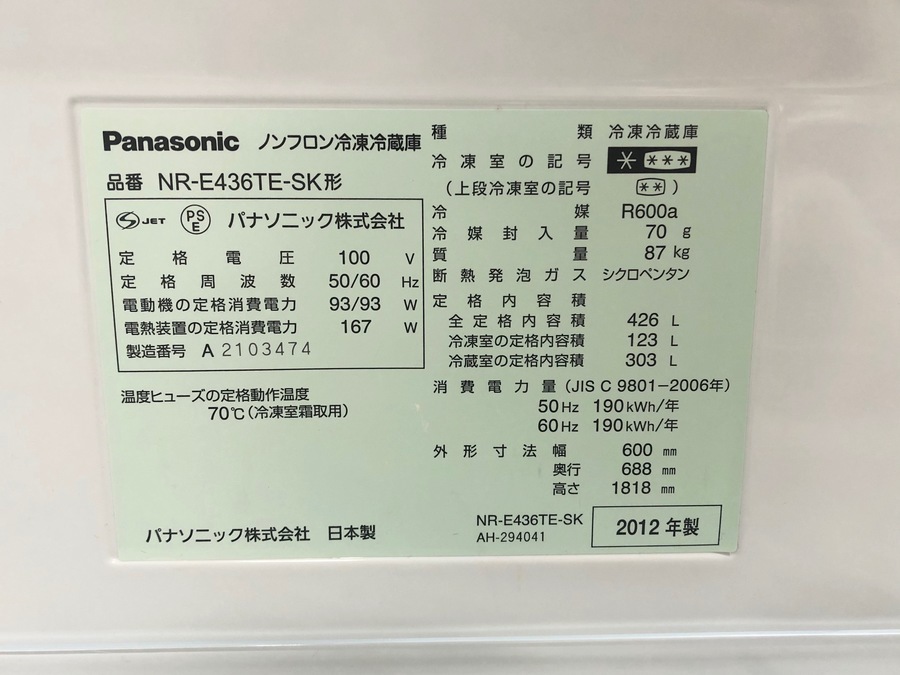 Panasonic ノンフロン冷凍冷蔵庫
品番 NR-E436TE-SK形
S JET PS E パナソニック株式会社
定格電圧 100 V
定格周波数 50/60 Hz
電動機の定格消費電力 93/93 W
電熱装置の定格消費電力 167 W
製造番号 A 2103474
温度ヒューズの定格動作温度
70℃(冷凍室霜取用)
パナソニック株式会社 日本製
種類 冷凍冷蔵庫
冷凍室の記号 * ***
(上段冷凍室の記号 ** )
冷媒 R600a
冷媒封入量 70 g
質量 87 kg
断熱発泡ガス シクロペンタン
定格内容積
全定格内容積 426 L
冷凍室の定格内容積 123 L
冷蔵室の定格内容積 303 L
消費電力量(JIS C 9801-2006年)
50Hz 190kWh/年
60Hz 190kWh/年
外形寸法幅 600 mm
奥行 688 mm
高さ 1818 mm
NR-E436TE-SK
AH-294041
2012年製